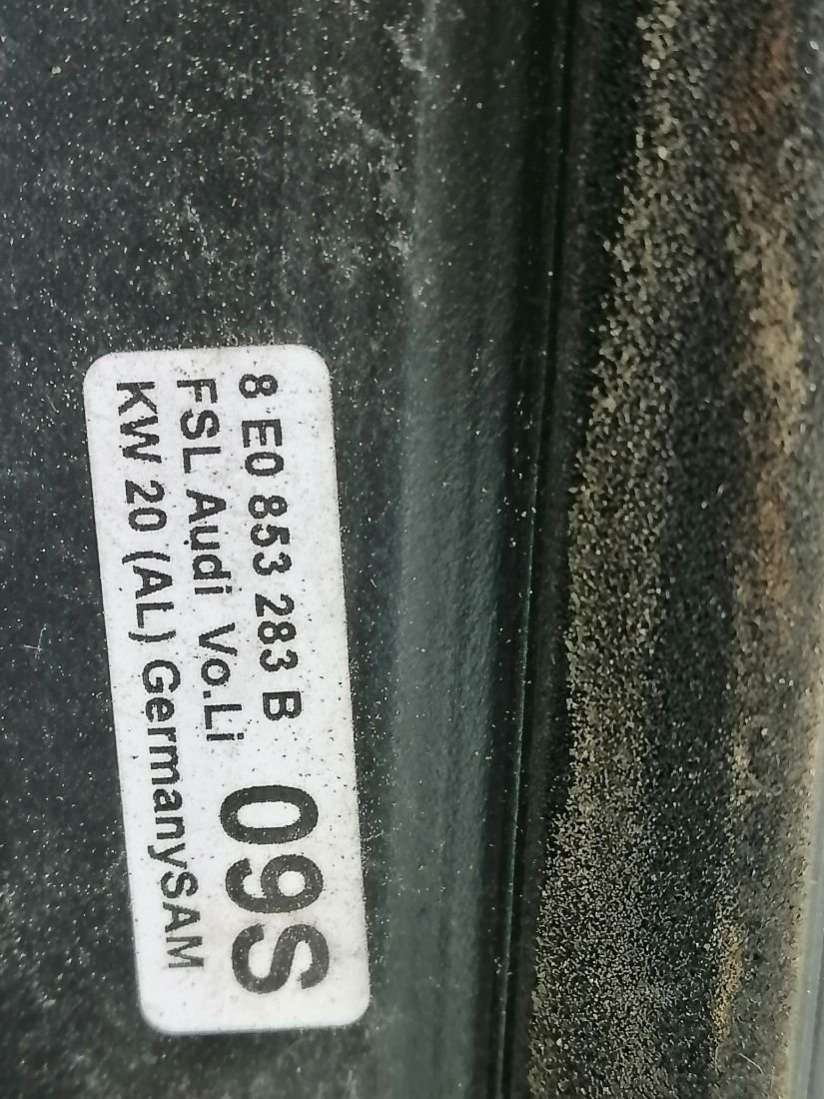 8 E0 853 283 B
FSL Audi Vo.Li
09S
KW 20 (AL) GermanySAM